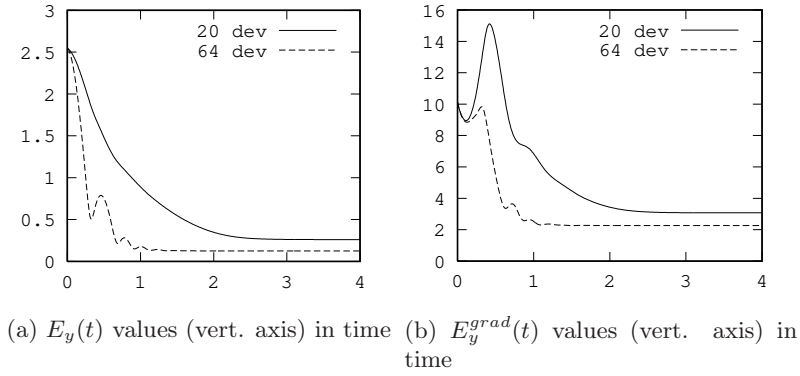 3
2.5
2
1.5
1
0.5
0
0 1 2 3 4
20 dev
64 dev
16
14
12
10
8
6
4
2
0
0 1 2 3 4
20 dev
64 dev
(a) E_y(t) values (vert. axis) in time
(b) E_y^{grad}(t) values (vert. axis) in
time